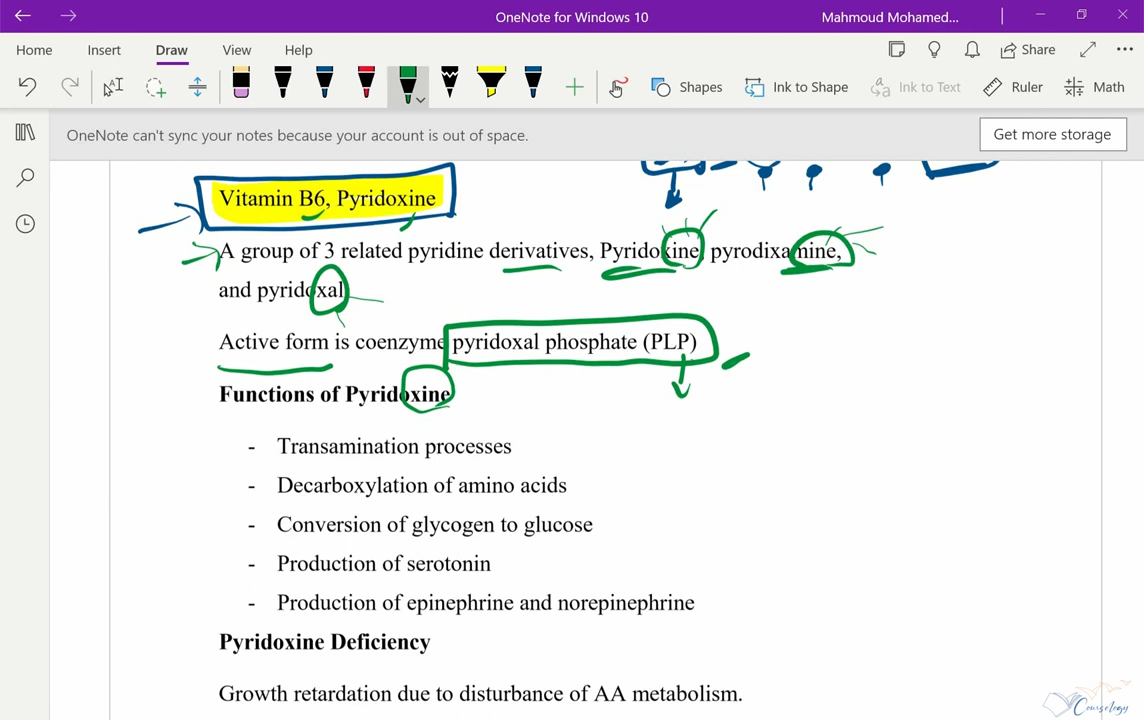 OneNote for Windows 10
Mahmoud Mohamed...
Home Insert Draw View Help
Share
Shapes Ink to Shape Ink to Text Ruler Math
OneNote can't sync your notes because your account is out of space.
Get more storage
Vitamin B6, Pyridoxine
A group of 3 related pyridine derivatives, Pyridoxine, pyrodixamine,
and pyridoxal
Active form is coenzyme pyridoxal phosphate (PLP)
Functions of Pyridoxine
- Transamination processes
- Decarboxylation of amino acids
- Conversion of glycogen to glucose
- Production of serotonin
- Production of epinephrine and norepinephrine
Pyridoxine Deficiency
Growth retardation due to disturbance of AA metabolism.
Courselogy